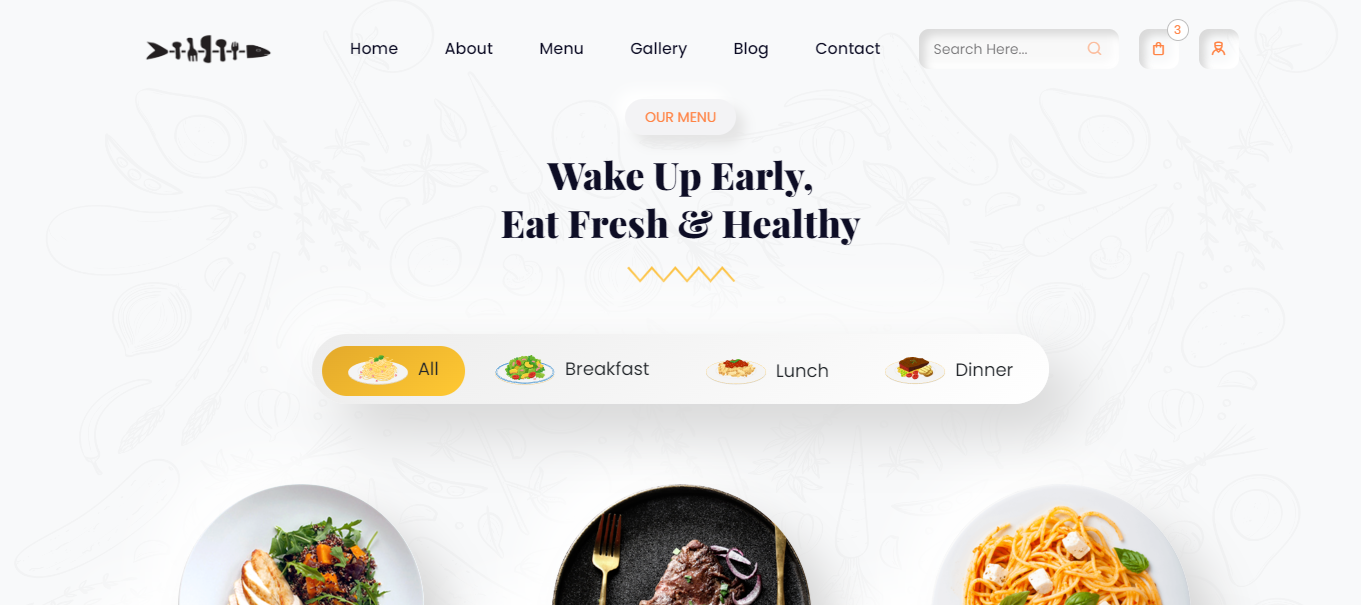 Home
About
Menu
Gallery
Blog
Contact
Search Here...
3
OUR MENU
Wake Up Early,
Eat Fresh & Healthy
All
Breakfast
Lunch
Dinner